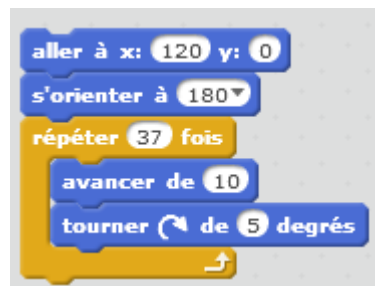 aller à x: 120 y: 0
s'orienter à 180
répéter 37 fois
avancer de 10
tourner de 5 degrés